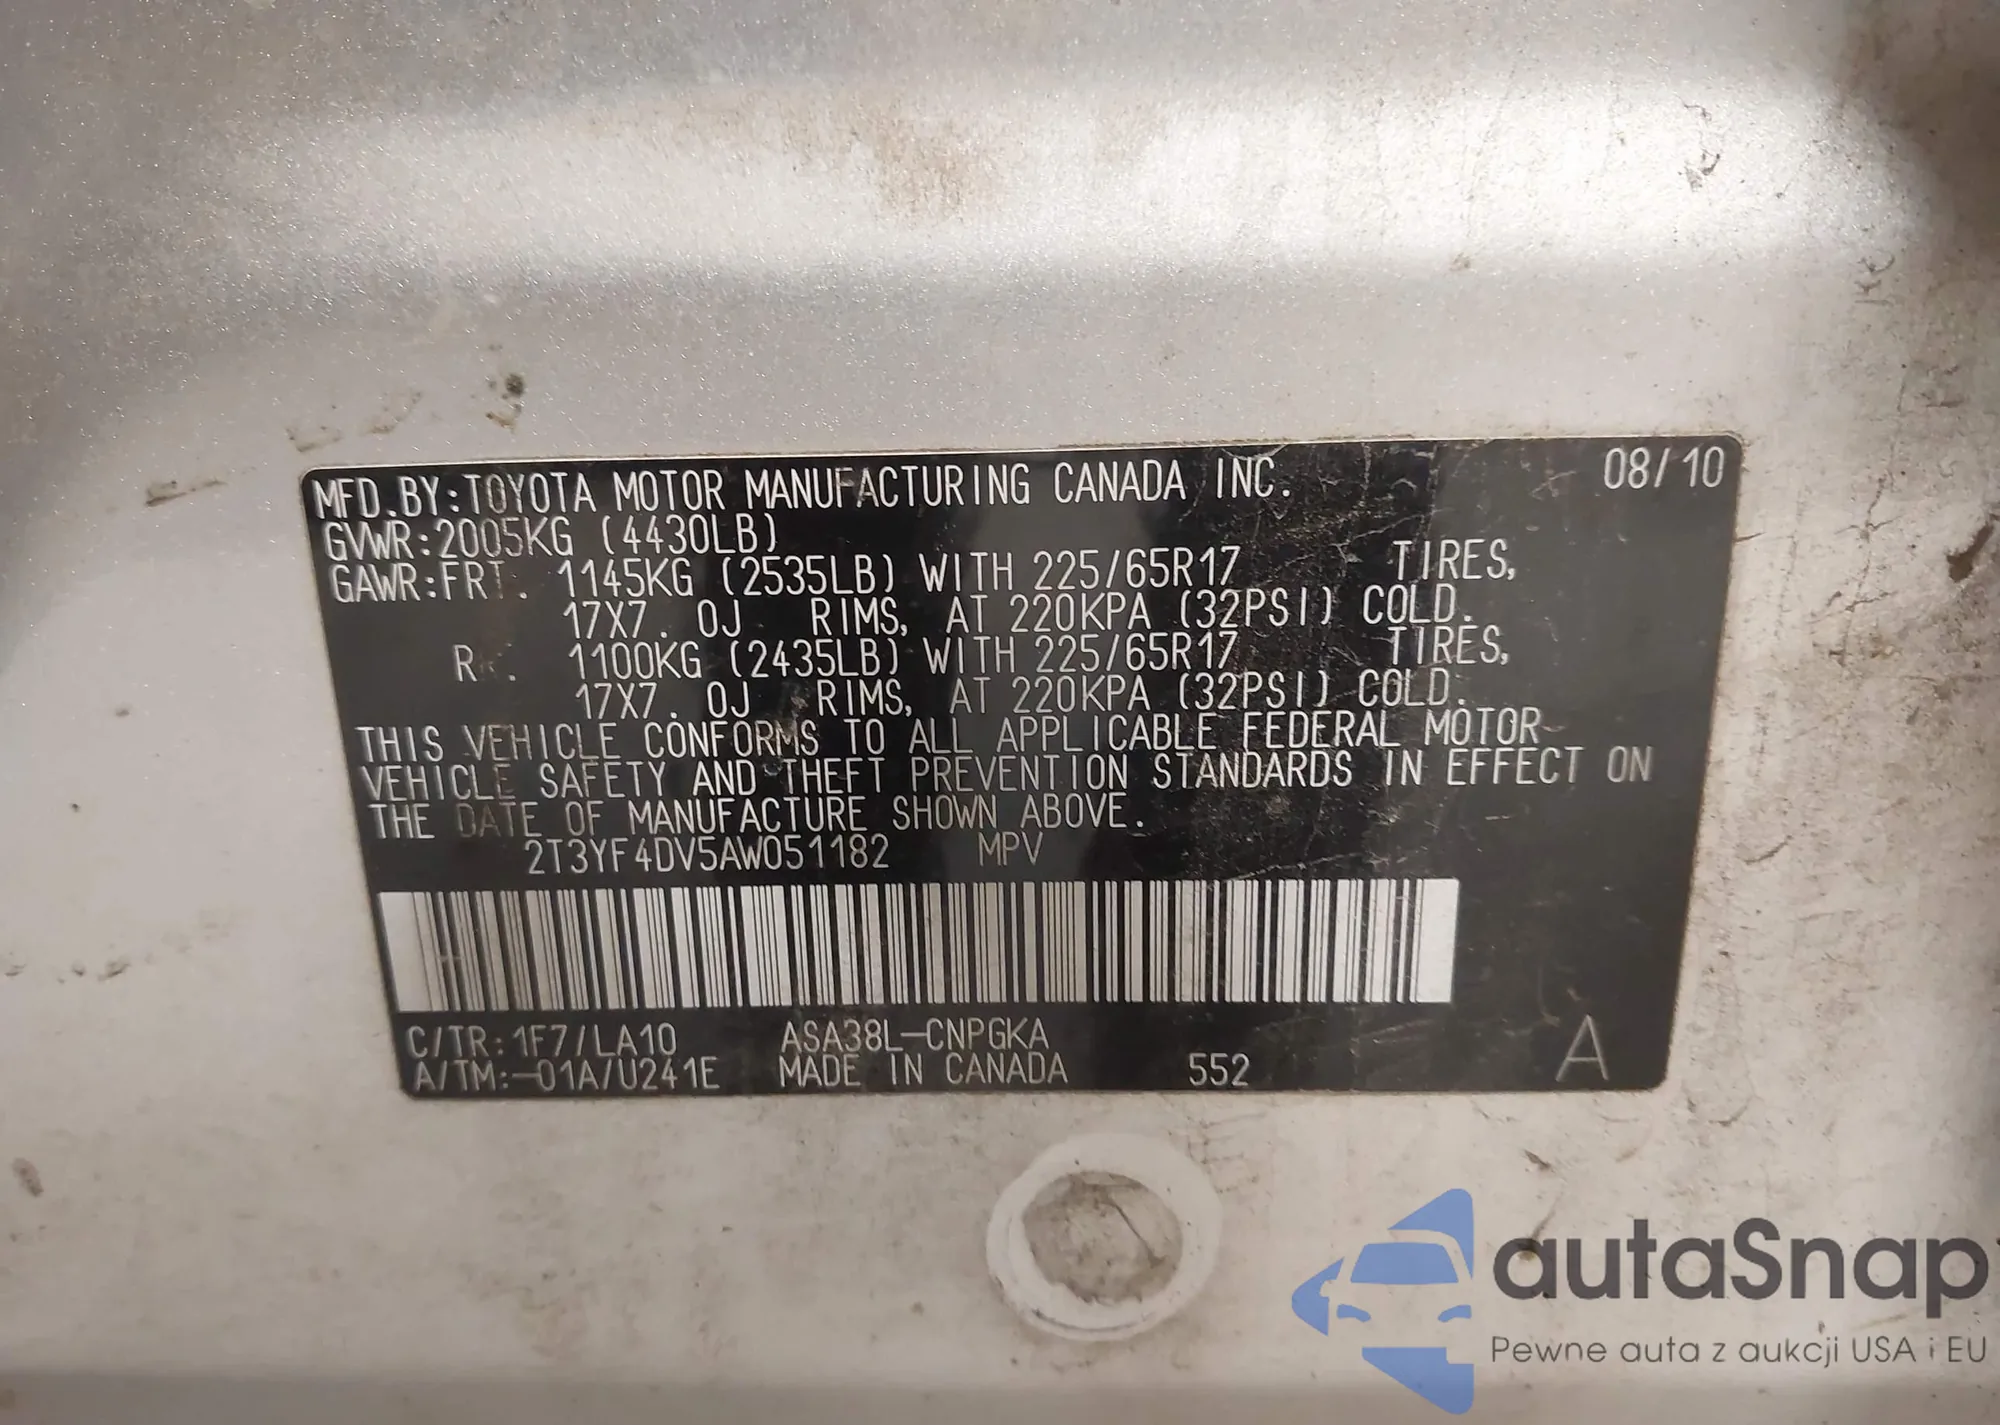 MFD.BY:TOYOTA MOTOR MANUFACTURING CANADA INC. 08/10
GVWR:2005KG (4430LB)
GAWR:FRT. 1145KG (2535LB) WITH 225/65R17 TIRES,
17X7.0J RIMS, AT 220KPA (32PSI) COLD.
RR. 1100KG (2435LB) WITH 225/65R17 TIRES,
17X7.0J RIMS, AT 220KPA (32PSI) COLD.
THIS VEHICLE CONFORMS TO ALL APPLICABLE FEDERAL MOTOR
VEHICLE SAFETY AND THEFT PREVENTION STANDARDS IN EFFECT ON
THE DATE OF MANUFACTURE SHOWN ABOVE.
2T3YF4DV5AW051182 MPV
C/TR:1F7/LA10 ASA38L-CNPGKA
A/TM:-01A/U241E MADE IN CANADA 552 A
autaSnap
Pewne auta z aukcji USA i EU